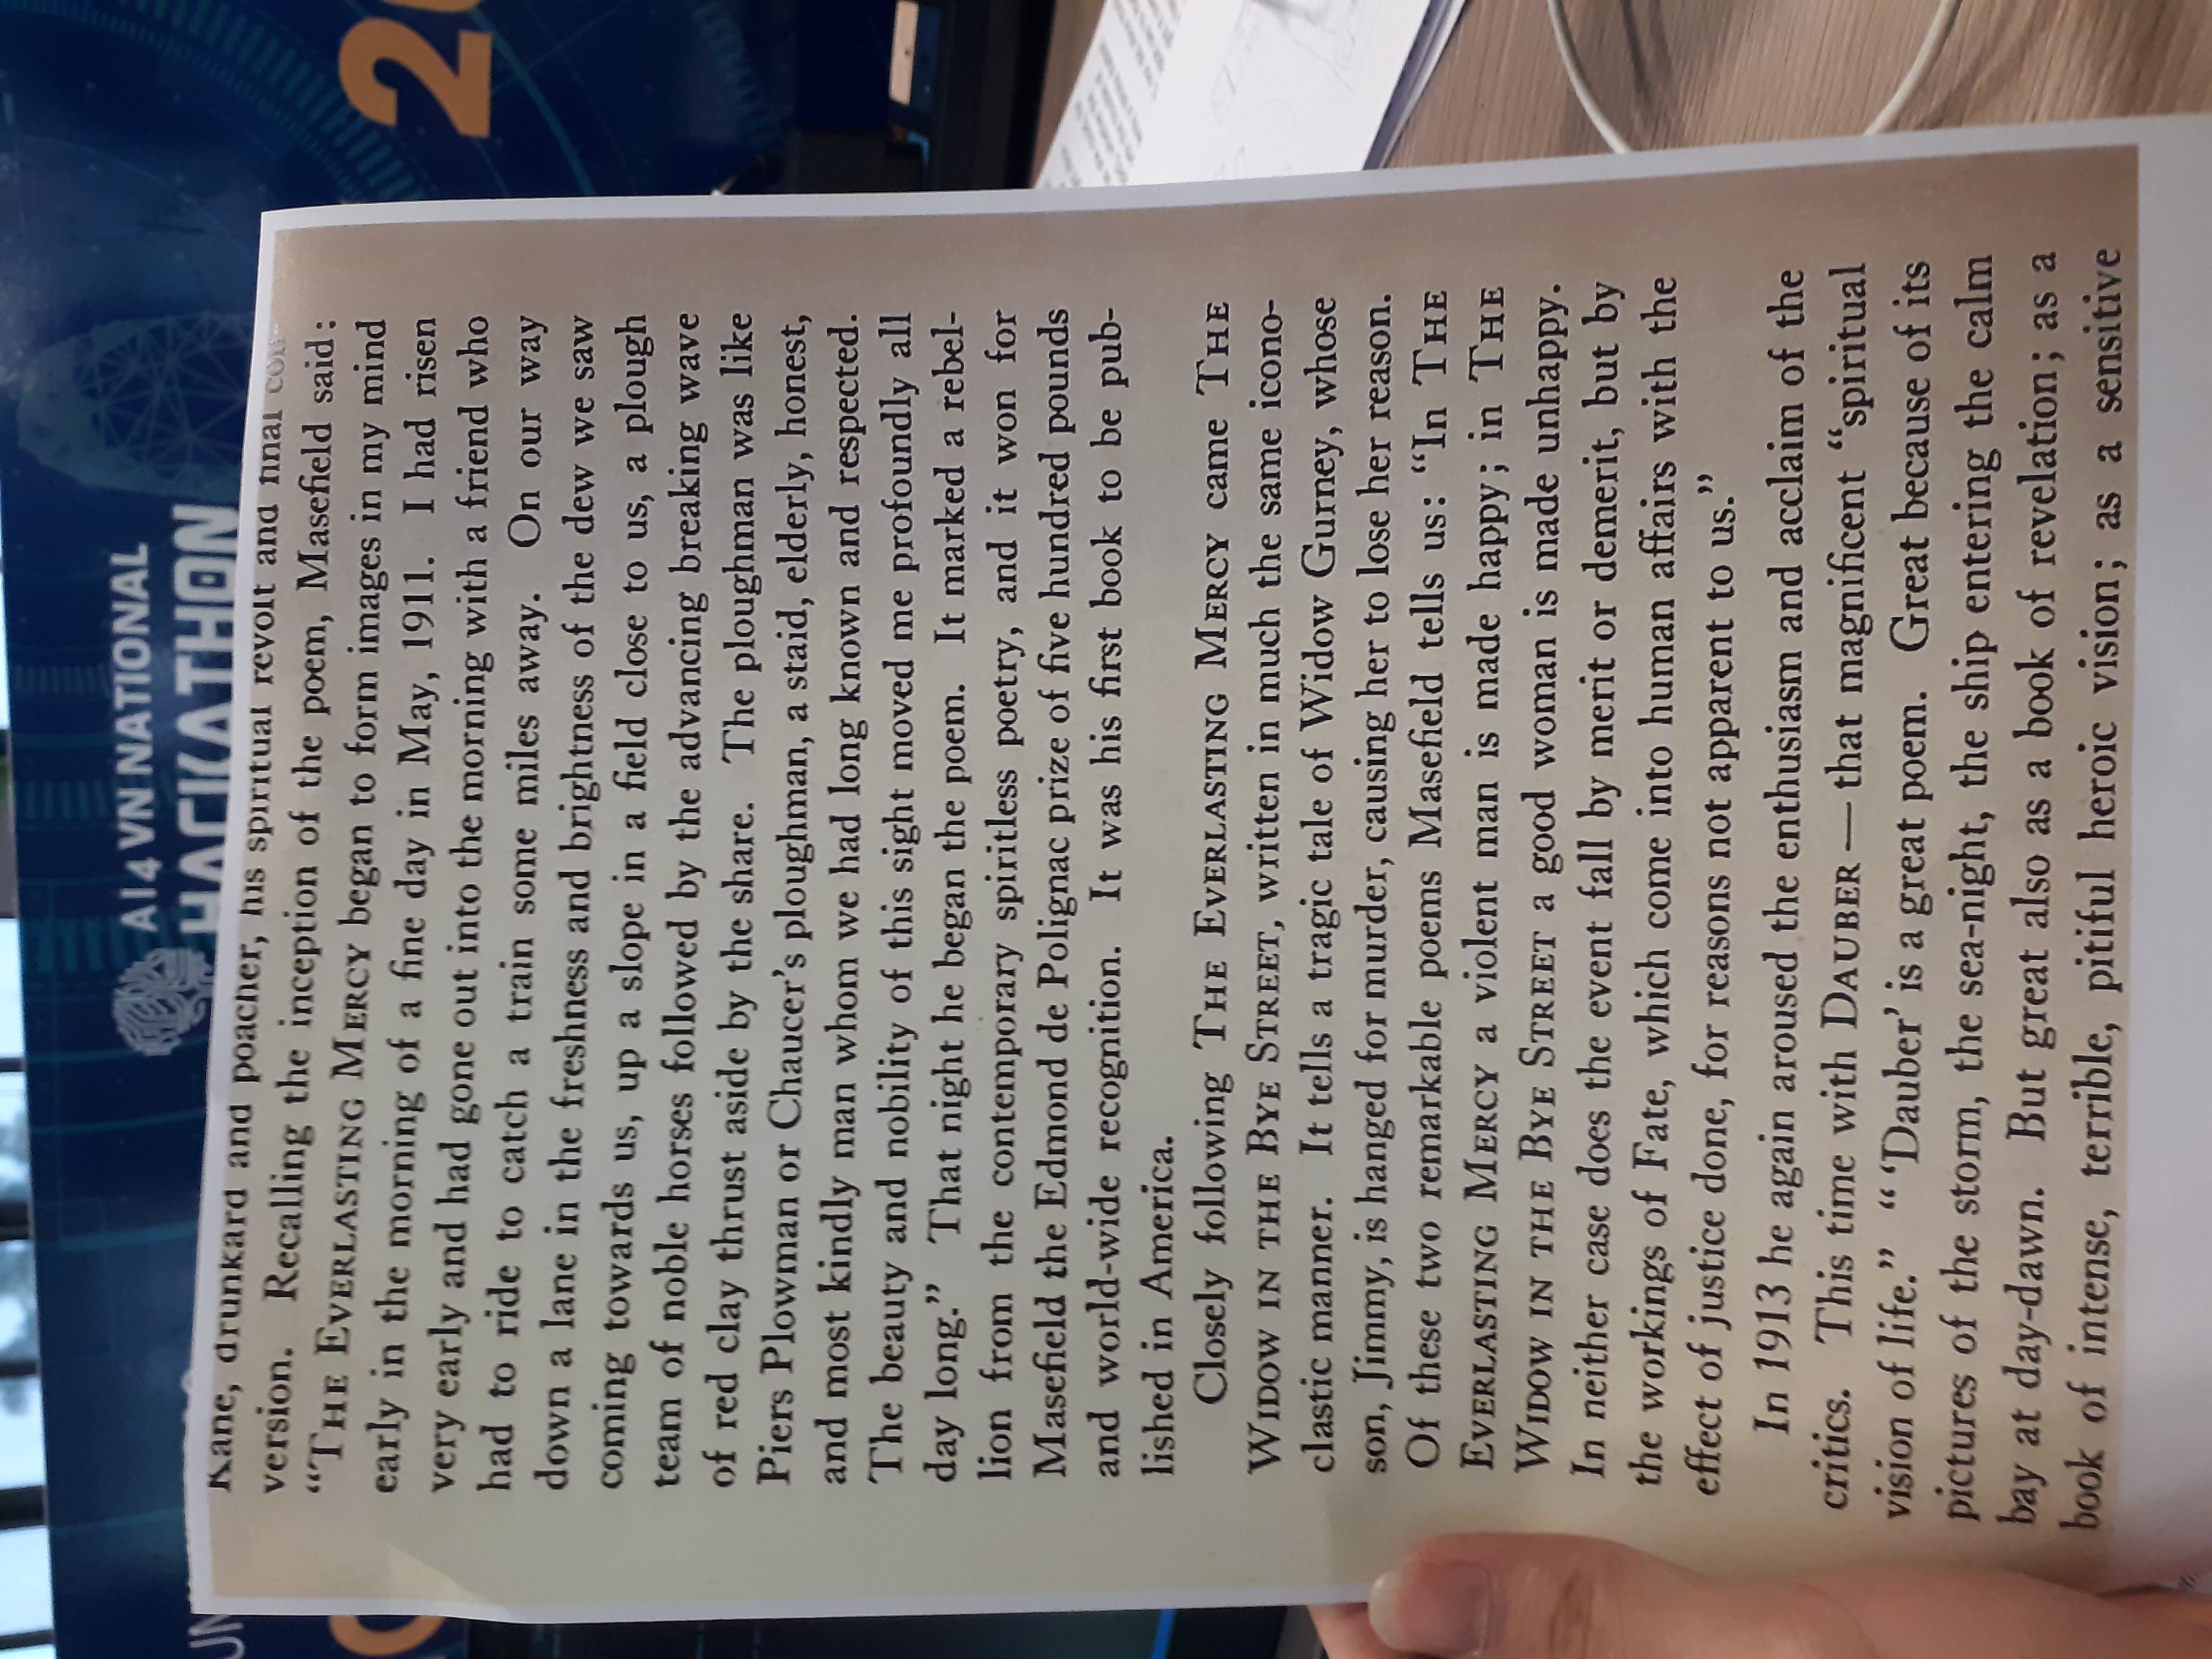 AI4VN NATIONAL
HACKATHON
UN
20
Kane, drunkard and poacher, his spiritual revolt and final con-
version. Recalling the inception of the poem, Masefield said:
“THE EVERLASTING MERCY began to form images in my mind
early in the morning of a fine day in May, 1911. I had risen
very early and had gone out into the morning with a friend who
had to ride to catch a train some miles away. On our way
down a lane in the freshness and brightness of the dew we saw
coming towards us, up a slope in a field close to us, a plough
team of noble horses followed by the advancing breaking wave
of red clay thrust aside by the share. The ploughman was like
Piers Plowman or Chaucer’s ploughman, a staid, elderly, honest,
and most kindly man whom we had long known and respected.
The beauty and nobility of this sight moved me profoundly all
day long.” That night he began the poem. It marked a rebel-
lion from the contemporary spiritless poetry, and it won for
Masefield the Edmond de Polignac prize of five hundred pounds
and world-wide recognition. It was his first book to be pub-
lished in America.
Closely following THE EVERLASTING MERCY came THE
WIDOW IN THE BYE STREET, written in much the same icono-
clastic manner. It tells a tragic tale of Widow Gurney, whose
son, Jimmy, is hanged for murder, causing her to lose her reason.
Of these two remarkable poems Masefield tells us: “In THE
EVERLASTING MERCY a violent man is made happy; in THE
WIDOW IN THE BYE STREET a good woman is made unhappy.
In neither case does the event fall by merit or demerit, but by
the workings of Fate, which come into human affairs with the
effect of justice done, for reasons not apparent to us.”
In 1913 he again aroused the enthusiasm and acclaim of the
critics. This time with DAUBER — that magnificent “spiritual
vision of life.” “ ‘Dauber’ is a great poem. Great because of its
pictures of the storm, the sea-night, the ship entering the calm
bay at day-dawn. But great also as a book of revelation; as a
book of intense, terrible, pitiful heroic vision; as a sensitive